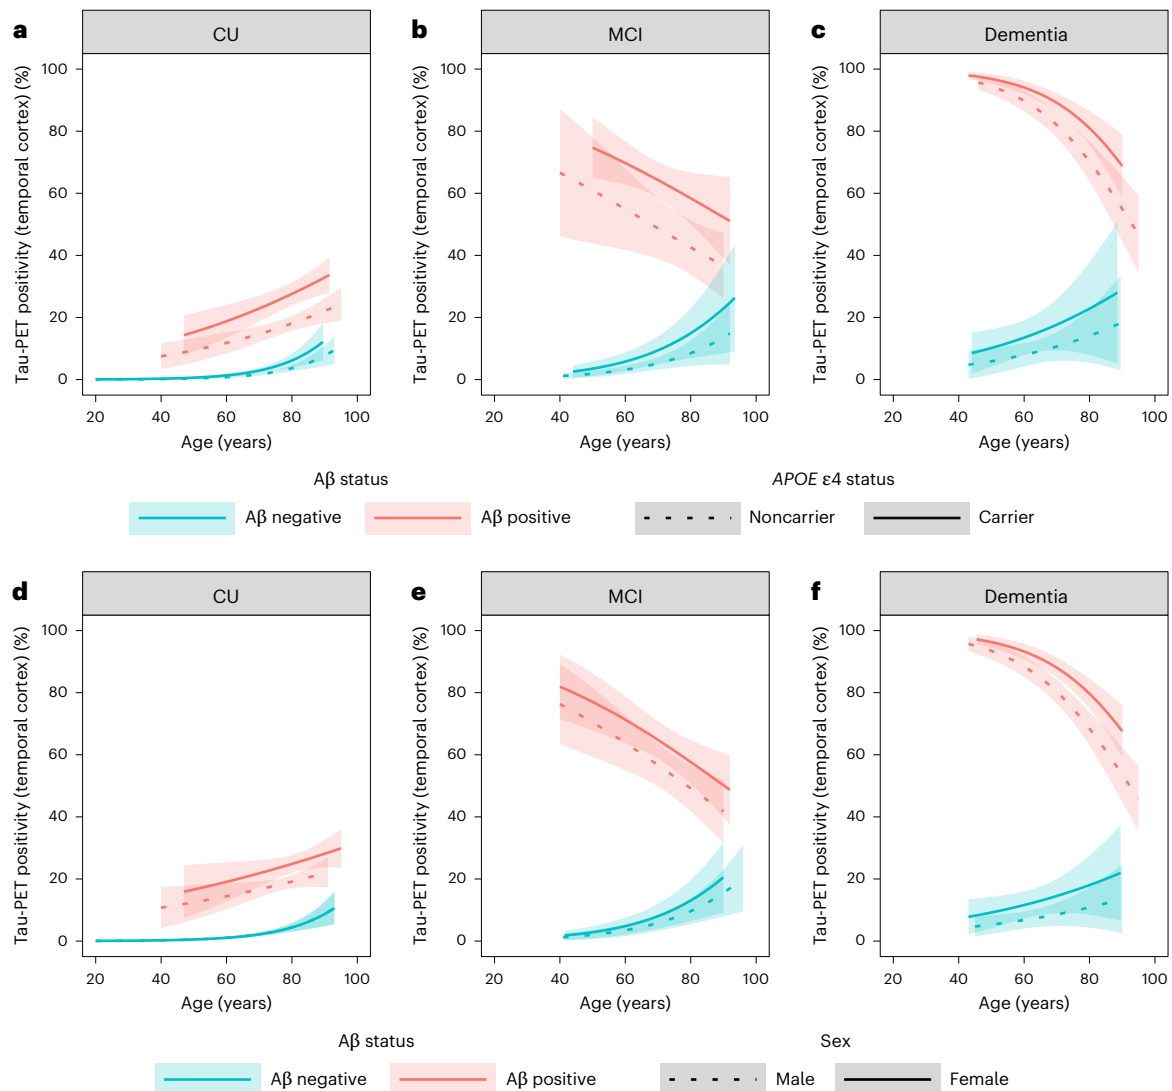 a
CU
b
MCI
c
Dementia
Tau-PET positivity (temporal cortex) (%)
100
80
60
40
20
0
20
40
60
80
100
Age (years)
Tau-PET positivity (temporal cortex) (%)
100
80
60
40
20
0
20
40
60
80
100
Age (years)
Tau-PET positivity (temporal cortex) (%)
100
80
60
40
20
0
20
40
60
80
100
Age (years)
Aβ status
APOE ε4 status
Aβ negative
Aβ positive
Noncarrier
Carrier
d
CU
e
MCI
f
Dementia
Tau-PET positivity (temporal cortex) (%)
100
80
60
40
20
0
20
40
60
80
100
Age (years)
Tau-PET positivity (temporal cortex) (%)
100
80
60
40
20
0
20
40
60
80
100
Age (years)
Tau-PET positivity (temporal cortex) (%)
100
80
60
40
20
0
20
40
60
80
100
Age (years)
Aβ status
Sex
Aβ negative
Aβ positive
Male
Female